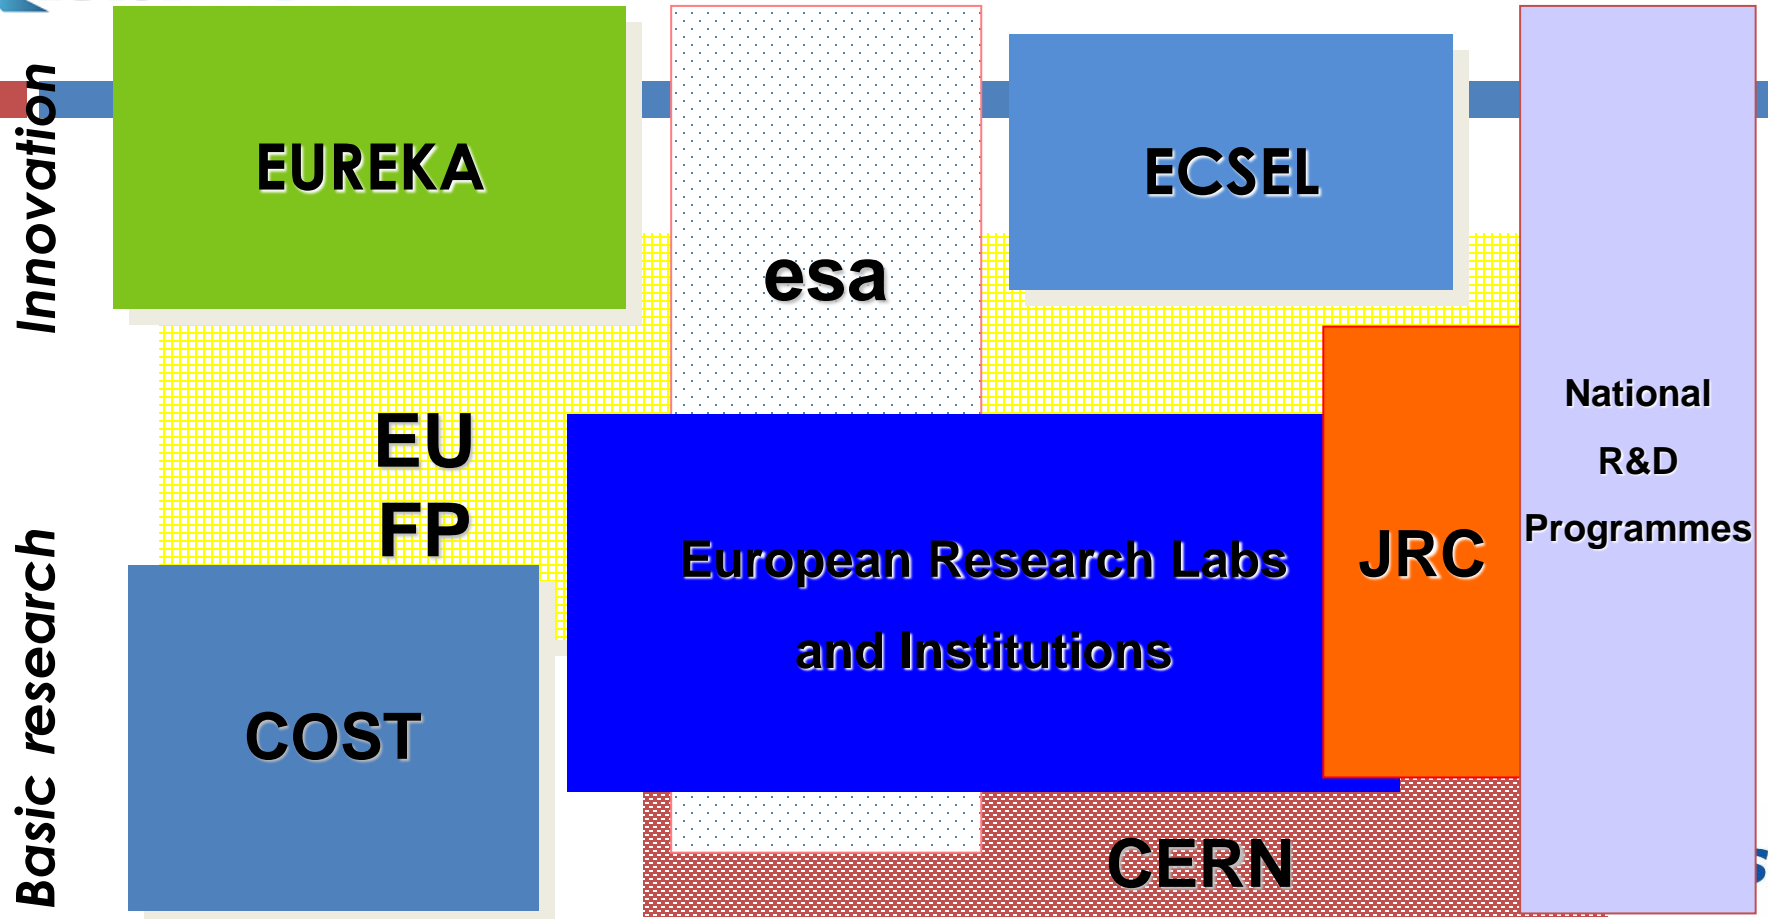 Innovation
Basic research
EUREKA
esa
ECSEL
EU
FP
National
R&D
Programmes
JRC
European Research Labs
and Institutions
COST
CERN